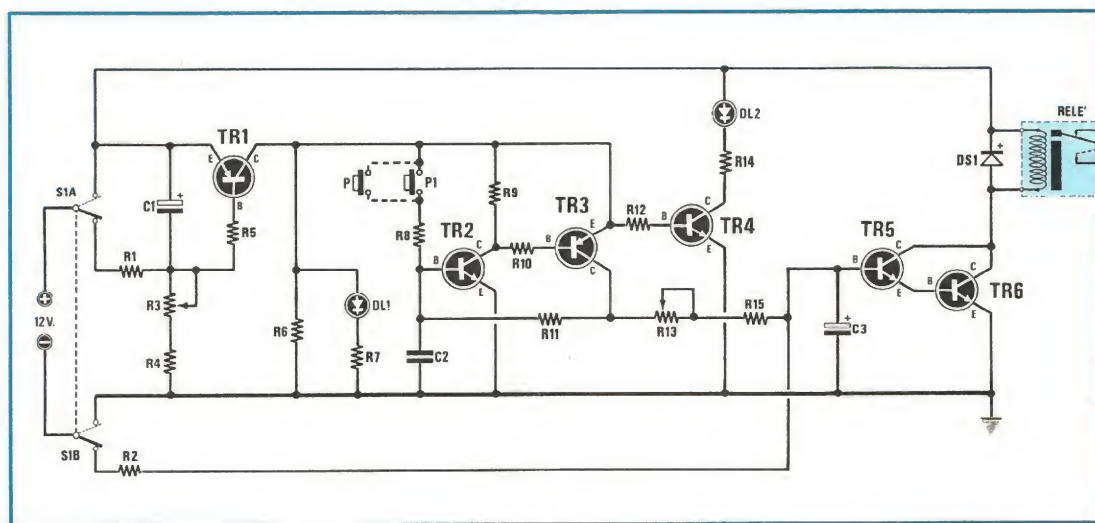 RELE'
DL2
TR1
DS1
E
C
P
P1
R9
R14
S1A
C1
+
B
R5
R8
TR2
TR3
R12
TR4
C
B
E
TR5
R1
B
C
R10
B
E
C
B
C
E
TR6
+
12V.
−
R3
R6
DL1
E
R11
R13
R15
+
C3
E
R4
R7
C2
S1B
R2